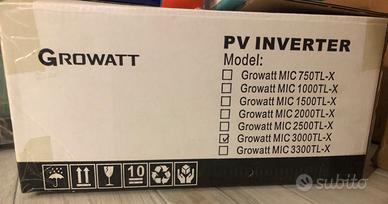 GROWATT
PV INVERTER
Model:
Growatt MIC 750TL-X
Growatt MIC 1000TL-X
Growatt MIC 1500TL-X
Growatt MIC 2000TL-X
Growatt MIC 2500TL-X
Growatt MIC 3000TL-X
Growatt MIC 3300TL-X
10
subito